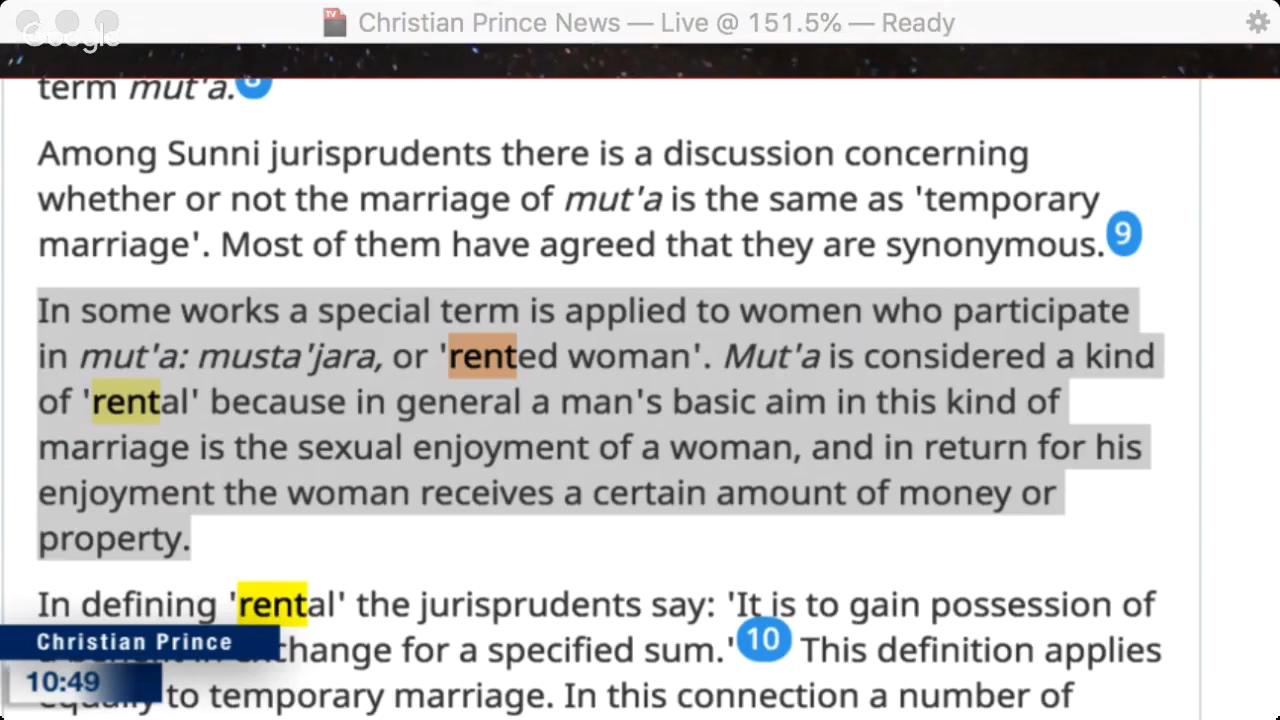 Christian Prince News — Live @ 151.5% — Ready
Google
term mut'a.
Among Sunni jurisprudents there is a discussion concerning
whether or not the marriage of mut'a is the same as 'temporary
marriage'. Most of them have agreed that they are synonymous. 9
In some works a special term is applied to women who participate
in mut'a: musta'jara, or 'rented woman'. Mut'a is considered a kind
of 'rental' because in general a man's basic aim in this kind of
marriage is the sexual enjoyment of a woman, and in return for his
enjoyment the woman receives a certain amount of money or
property.
In defining 'rental' the jurisprudents say: 'It is to gain possession of
exchange for a specified sum.' 10 This definition applies
equally to temporary marriage. In this connection a number of
Christian Prince
10:49